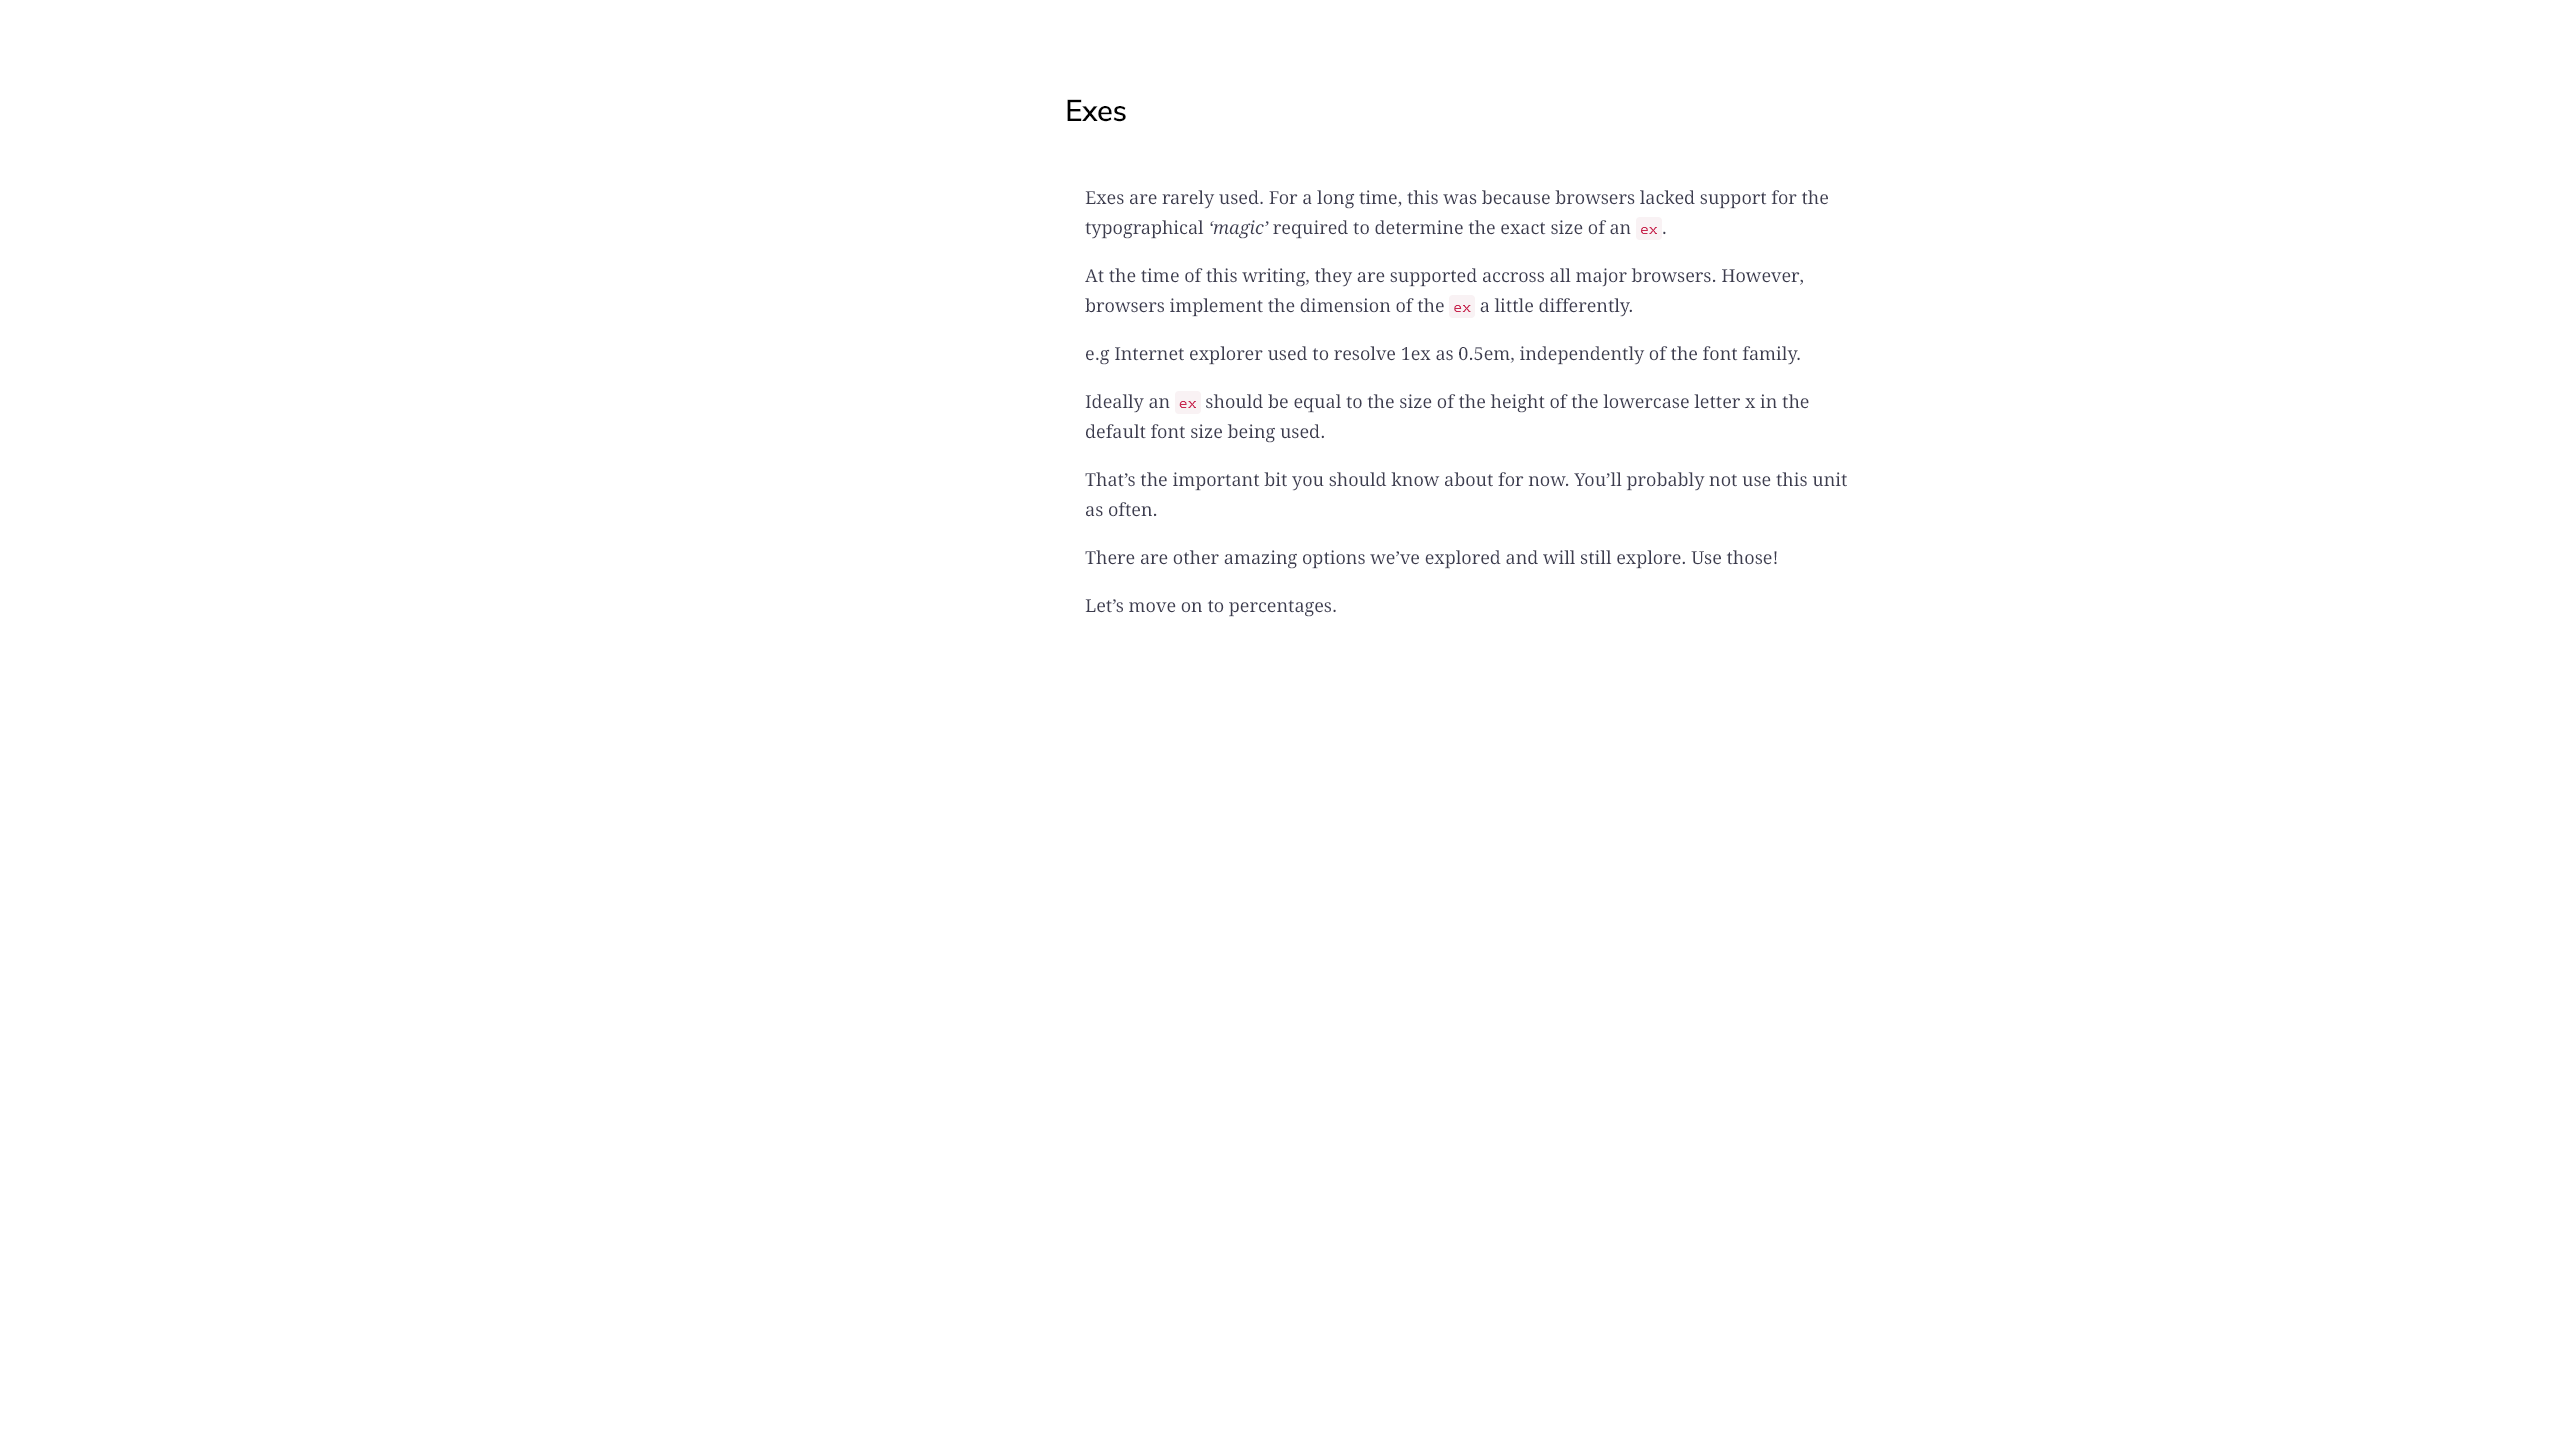 Exes
Exes are rarely used. For a long time, this was because browsers lacked support for the
typographical ‘magic’ required to determine the exact size of an ex.
At the time of this writing, they are supported accross all major browsers. However,
browsers implement the dimension of the ex a little differently.
e.g Internet explorer used to resolve 1ex as 0.5em, independently of the font family.
Ideally an ex should be equal to the size of the height of the lowercase letter x in the
default font size being used.
That’s the important bit you should know about for now. You’ll probably not use this unit
as often.
There are other amazing options we’ve explored and will still explore. Use those!
Let’s move on to percentages.